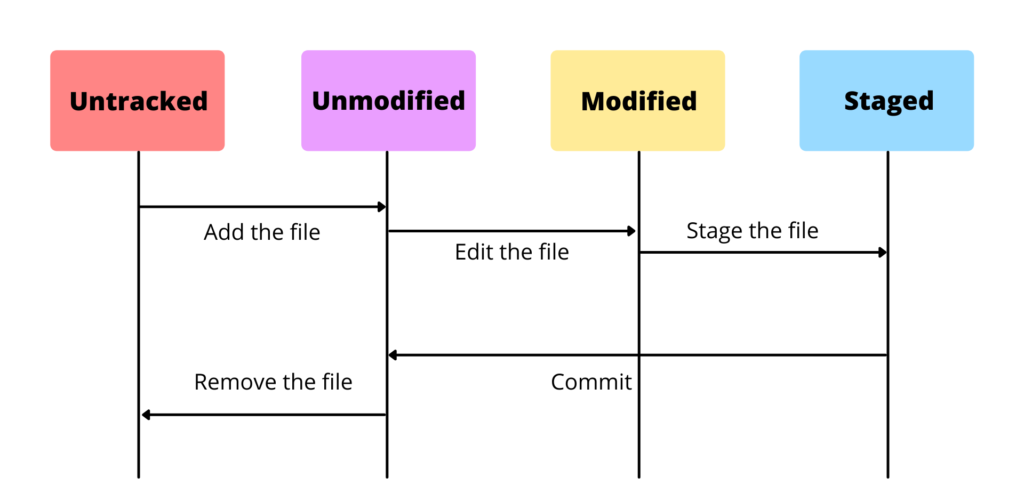 Untracked
Unmodified
Modified
Staged
Add the file
Edit the file
Stage the file
Remove the file
Commit